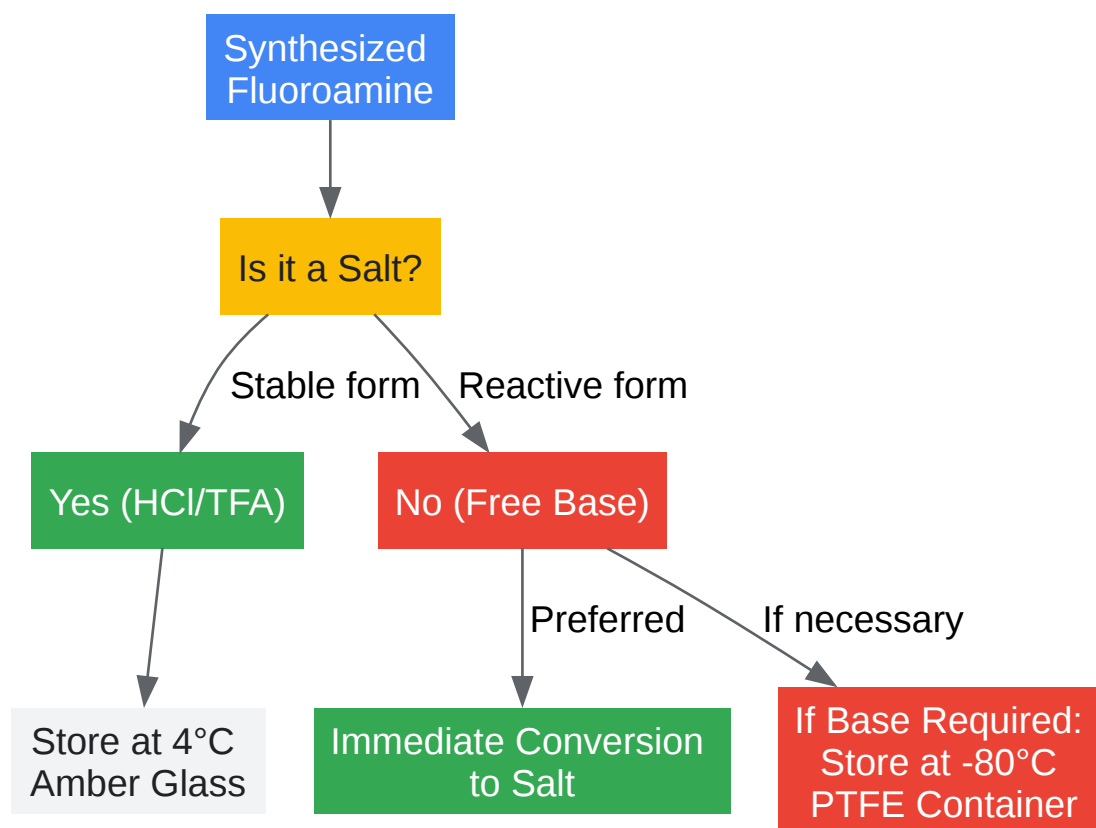 Synthesized
Fluoroamine
Is it a Salt?
Stable form
Reactive form
Yes (HCl/TFA)
No (Free Base)
Preferred
If necessary
Store at 4°C
Amber Glass
Immediate Conversion
to Salt
If Base Required:
Store at -80°C
PTFE Container